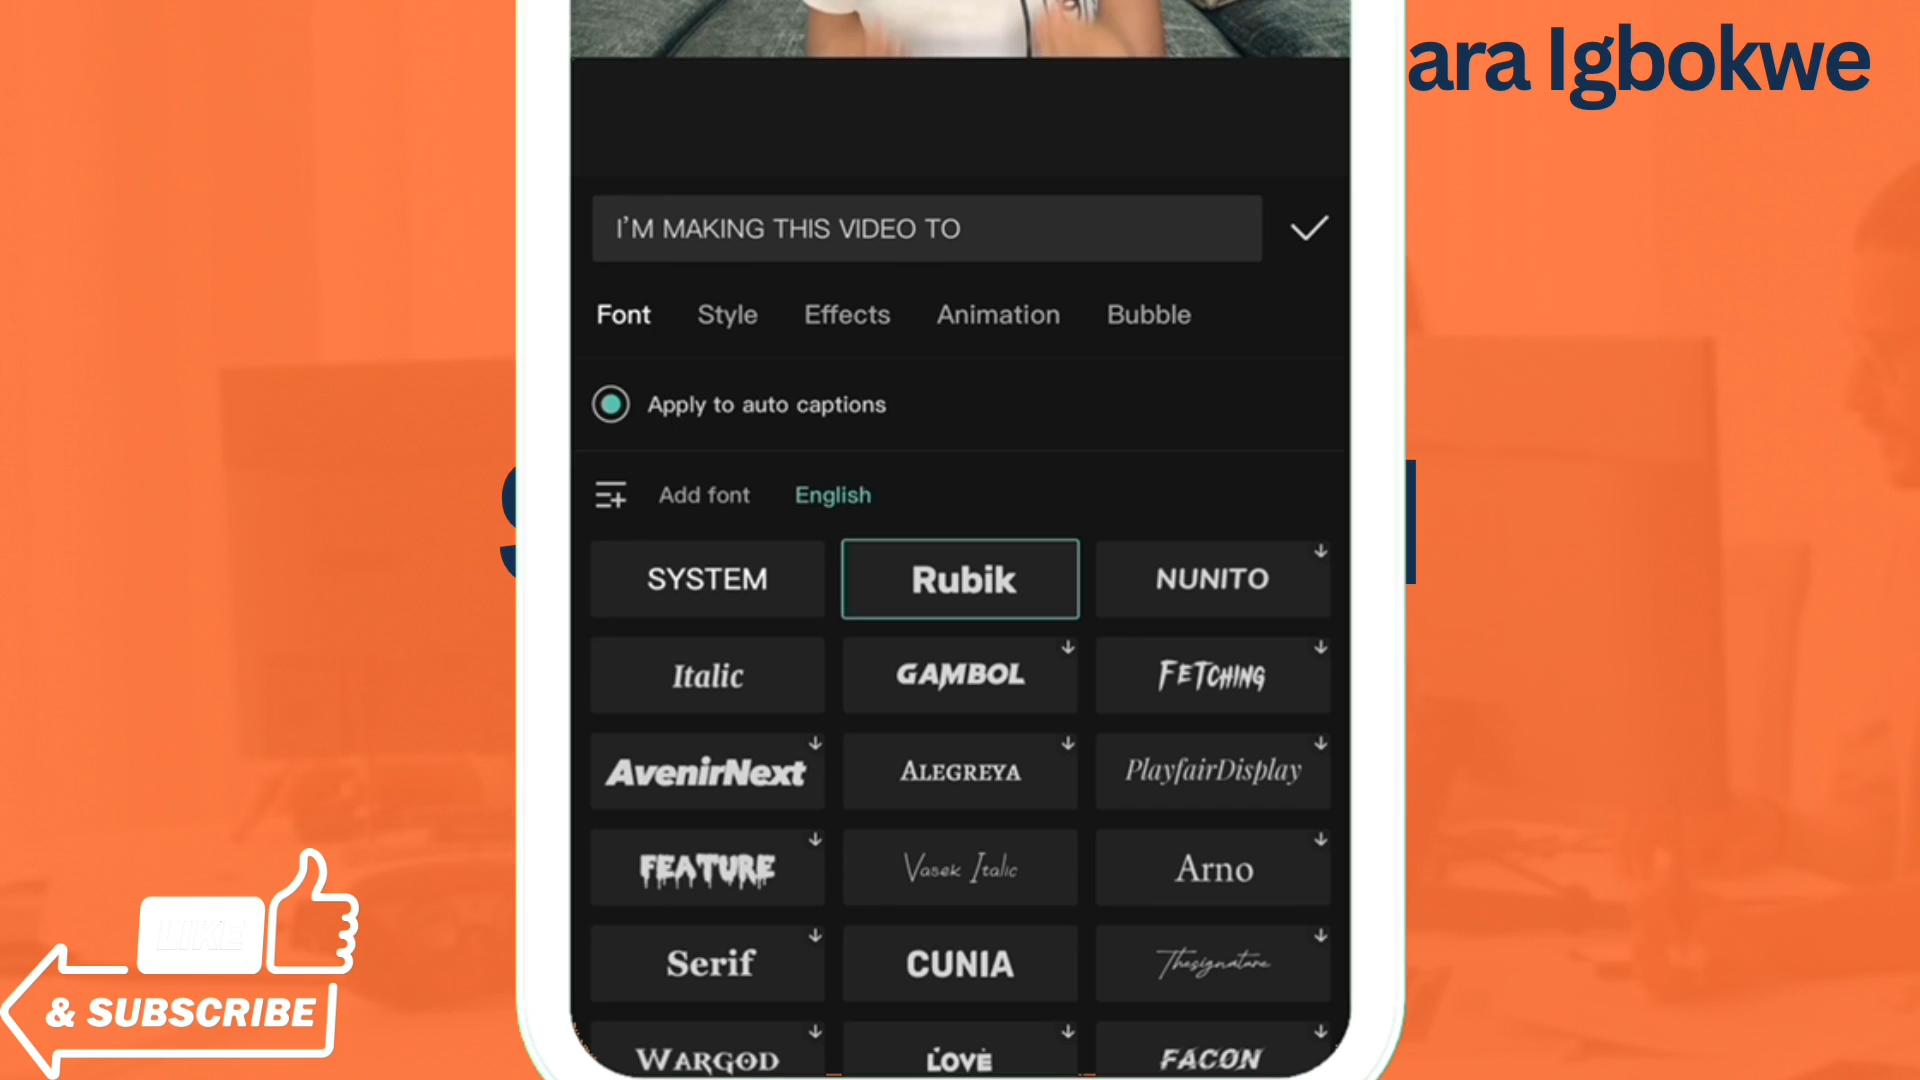 ara Igbokwe
I'M MAKING THIS VIDEO TO
Font Style Effects Animation Bubble
Apply to auto captions
Add font English
SYSTEM Rubik NUNITO
Italic GAMBOL FETCHING
AvenirNext ALEGREYA PlayfairDisplay
FEATURE Vasek Italic Arno
Serif CUNIA Thesignature
WARGOD LOVE FACON
LIKE
& SUBSCRIBE